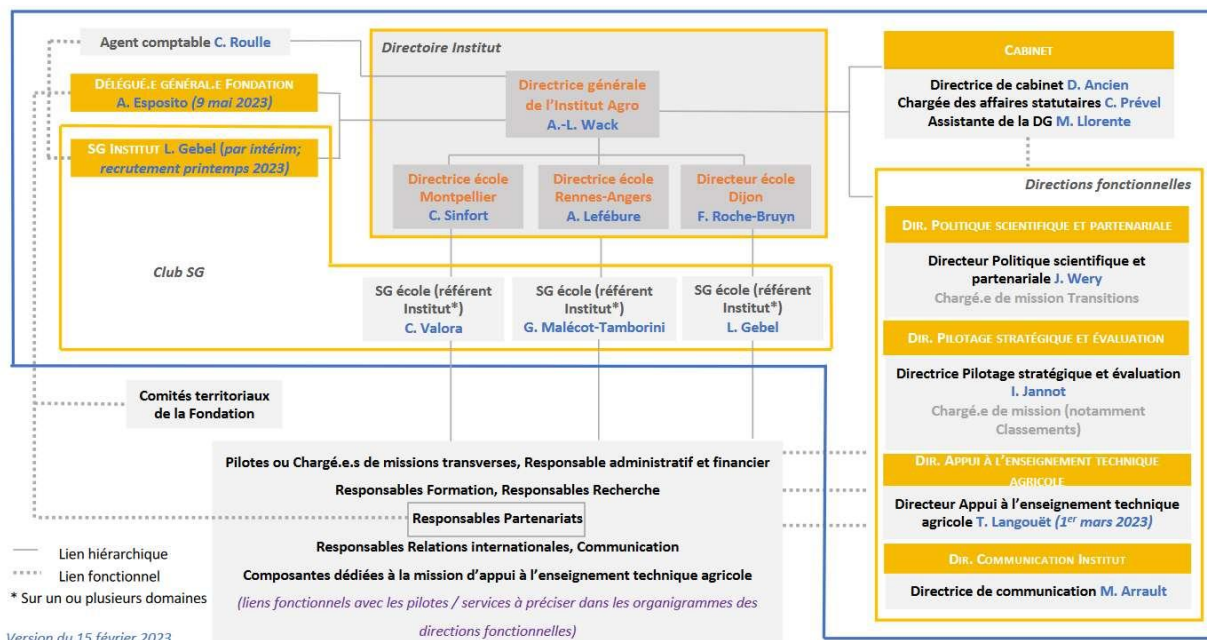 Agent comptable C. Roulle
DÉLÉGUÉ.E GÉNÉRAL.E FONDATION
A. Esposito (9 mai 2023)
SG INSTITUT L. Gebel (par intérim;
recrutement printemps 2023)
Club SG
Directoire Institut
Directrice générale
de l'Institut Agro
A.-L. Wack
Directrice école
Montpellier
C. Sinfort
Directrice école
Rennes-Angers
A. Lefébure
Directeur école
Dijon
F. Roche-Bruyn
SG école (référent
Institut*)
C. Valora
SG école (référent
Institut*)
G. Malécot-Tamborini
SG école (référent
Institut*)
L. Gebel
CABINET
Directrice de cabinet D. Ancien
Chargée des affaires statutaires C. Prével
Assistante de la DG M. Llorente
Directions fonctionnelles
DIR. POLITIQUE SCIENTIFIQUE ET PARTENARIALE
Directeur Politique scientifique et
partenariale J. Wery
Chargé.e de mission Transitions
DIR. PILOTAGE STRATÉGIQUE ET ÉVALUATION
Directrice Pilotage stratégique et évaluation
I. Jannot
Chargé.e de mission (notamment
Classements)
DIR. APPUI À L'ENSEIGNEMENT TECHNIQUE
AGRICOLE
Directeur Appui à l'enseignement technique
agricole T. Langouët (1er mars 2023)
DIR. COMMUNICATION INSTITUT
Directrice de communication M. Arrault
Comités territoriaux
de la Fondation
Pilotes ou Chargé.e.s de missions transverses, Responsable administratif et financier
Responsables Formation, Responsables Recherche
Responsables Partenariats
Responsables Relations internationales, Communication
Composantes dédiées à la mission d'appui à l'enseignement technique agricole
(liens fonctionnels avec les pilotes / services à préciser dans les organigrammes des
directions fonctionnelles)
Lien hiérarchique
Lien fonctionnel
* Sur un ou plusieurs domaines
Version du 15 février 2023